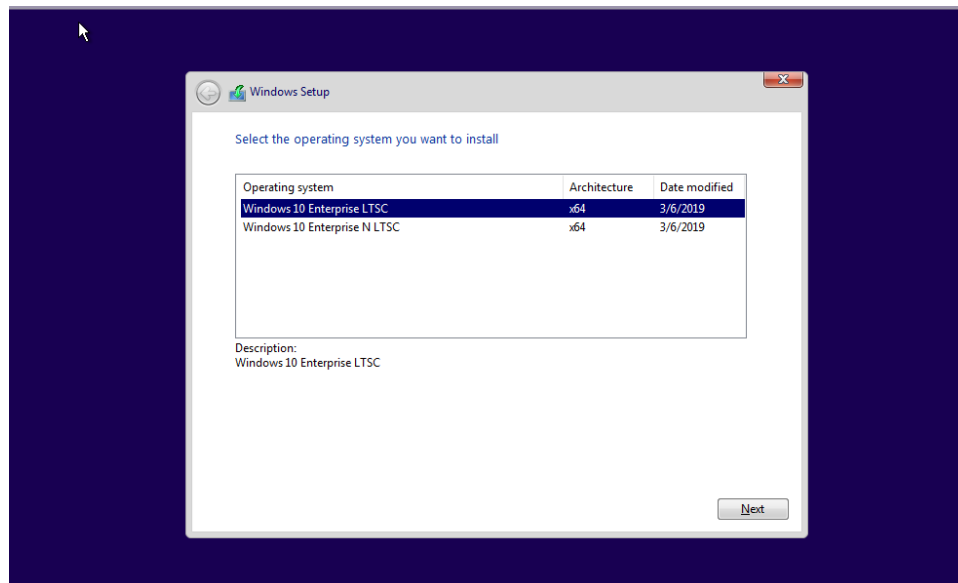 Windows Setup
Select the operating system you want to install
Operating system Architecture Date modified
Windows 10 Enterprise LTSC x64 3/6/2019
Windows 10 Enterprise N LTSC x64 3/6/2019
Description:
Windows 10 Enterprise LTSC
Next